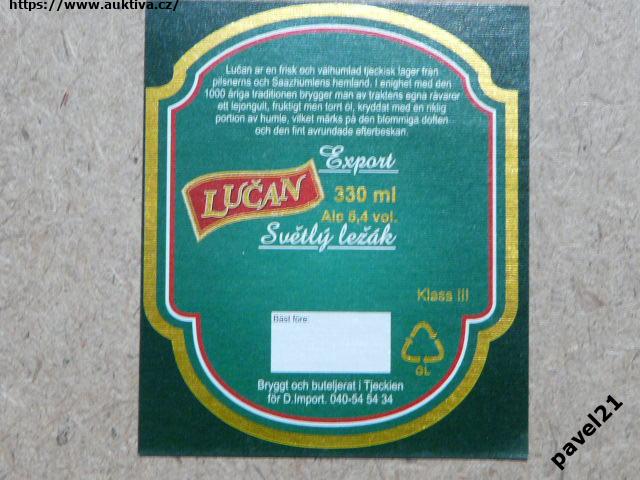 https://www.auktiva.cz/
Lučan ar en frisk och välhumlad tjeckisk lager från
pilsnerns och Saazhumlens hemland. I enighet med den
1000 åriga traditionen brygger man av traktens egna råvaror
ett lejongult, fruktigt men torrt öl, kryddat med en riklig
portion av humle, vilket märks på den blommiga doften
och den fint avrundade efterbeskan.
Export
LUČAN
330 ml
Alc 5,4 vol.
Světlý ležák
Klass III
Bäst före:
GL
Bryggt och buteljerat i Tjeckien
för D.Import. 040-54 54 34
pavel21